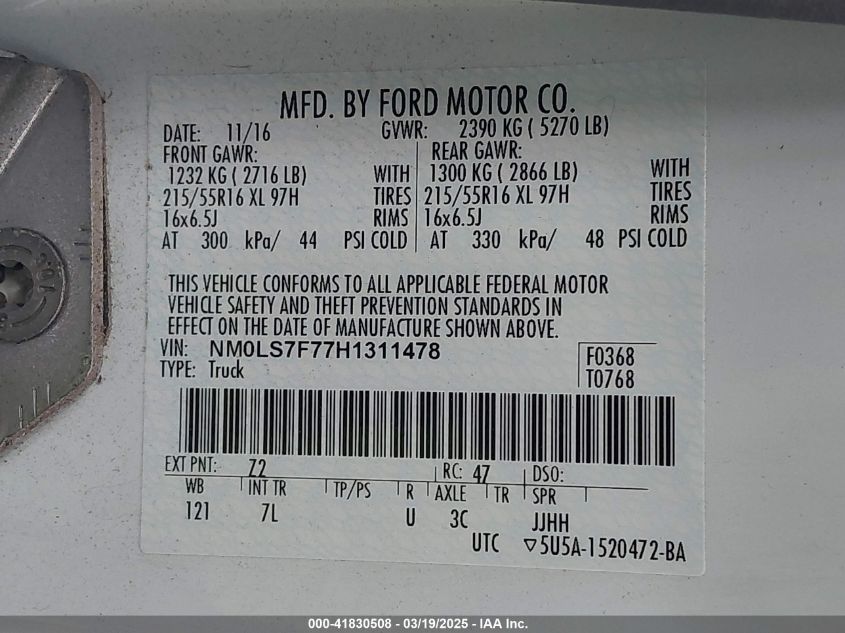 MFD. BY FORD MOTOR CO.
DATE: 11/16 GVWR: 2390 KG ( 5270 LB)
FRONT GAWR: REAR GAWR:
1232 KG ( 2716 LB) WITH 1300 KG ( 2866 LB) WITH
215/55R16 XL 97H TIRES 215/55R16 XL 97H TIRES
16x6.5J RIMS 16x6.5J RIMS
AT 300 kPa/ 44 PSI COLD AT 330 kPa/ 48 PSI COLD
THIS VEHICLE CONFORMS TO ALL APPLICABLE FEDERAL MOTOR
VEHICLE SAFETY AND THEFT PREVENTION STANDARDS IN
EFFECT ON THE DATE OF MANUFACTURE SHOWN ABOVE.
VIN: NM0LS7F77H1311478
F0368
TYPE: Truck
T0768
EXT PNT: Z2 RC: 47 DSO:
WB INT TR TP/PS R AXLE TR SPR
121 7L U 3C JJHH
UTC ▽5U5A-1520472-BA
000-41830508 - 03/19/2025 - IAA Inc.